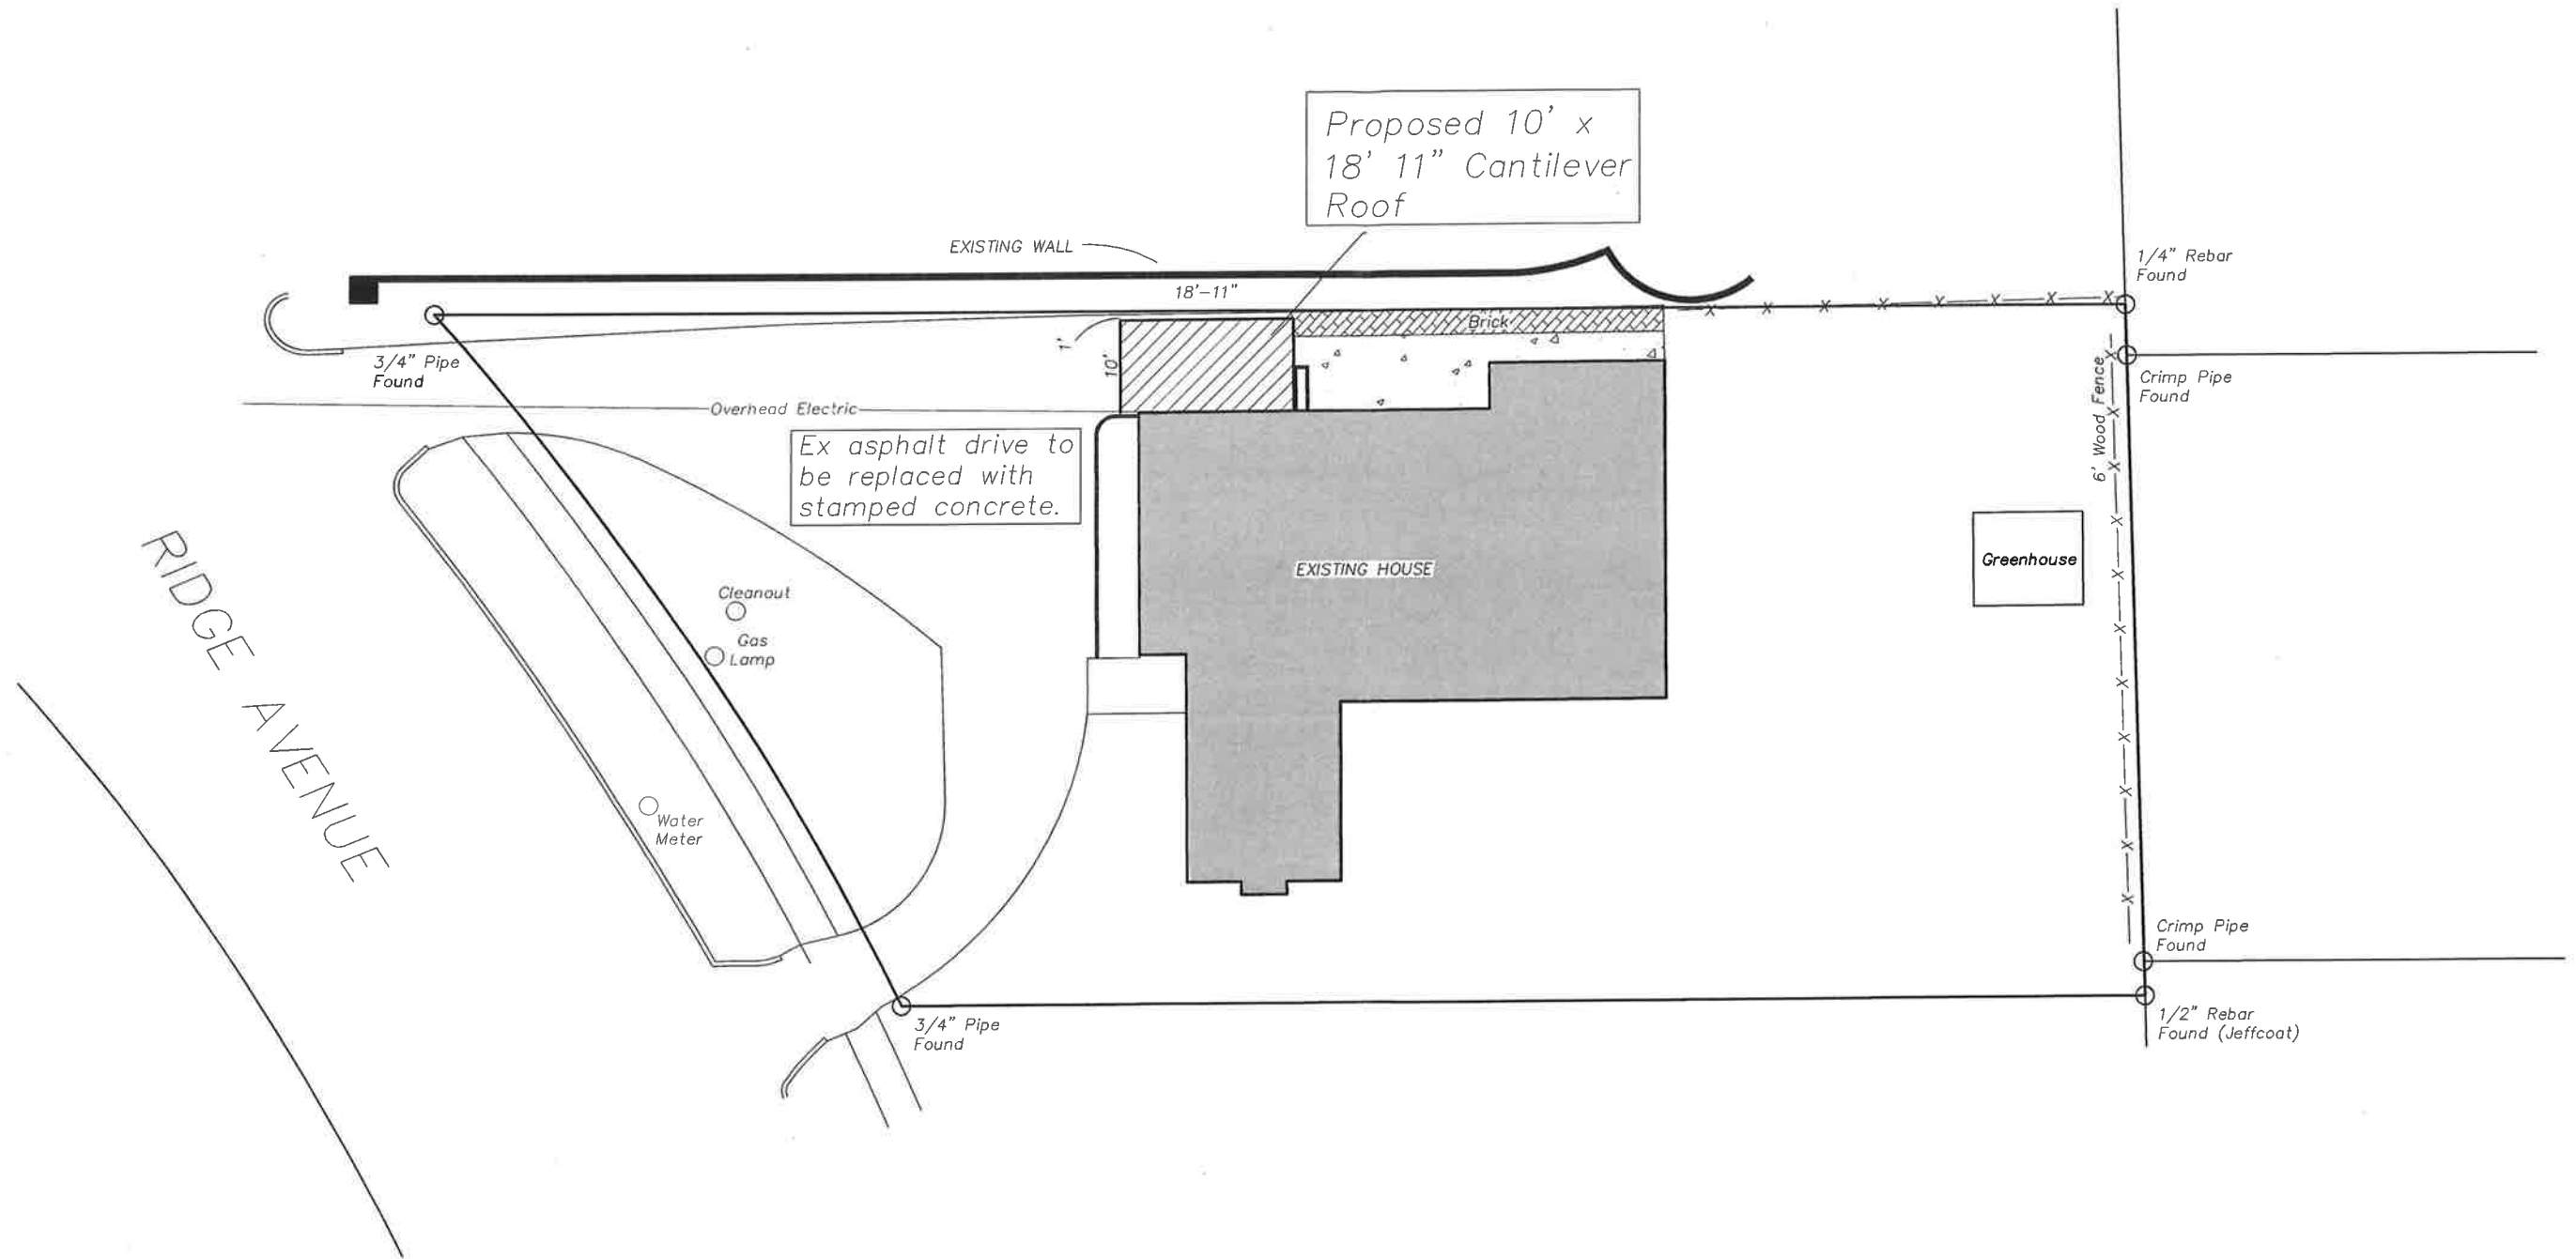 Proposed 10' x
18' 11" Cantilever
Roof
EXISTING WALL
18'-11"
1/4" Rebar
Found
Brick
3/4" Pipe
Found
1'
10'
Crimp Pipe
Found
6' Wood Fence
Overhead Electric
Ex asphalt drive to
be replaced with
stamped concrete.
RIDGE AVENUE
EXISTING HOUSE
Greenhouse
Cleanout
Gas
Lamp
Water
Meter
Crimp Pipe
Found
3/4" Pipe
Found
1/2" Rebar
Found (Jeffcoat)